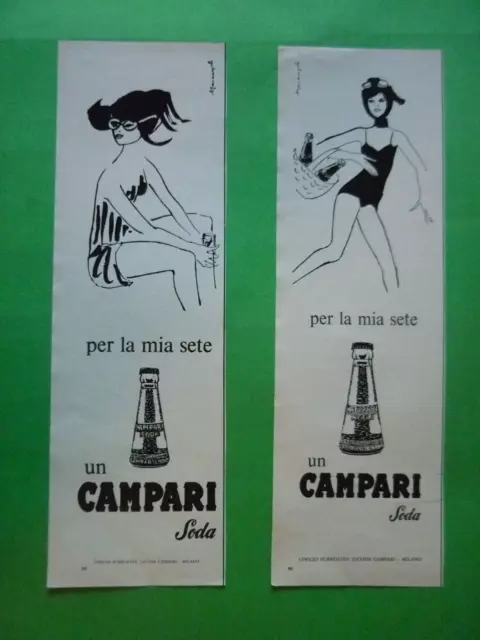 per la mia sete
un
CAMPARI
Soda
per la mia sete
un
CAMPARI
Soda